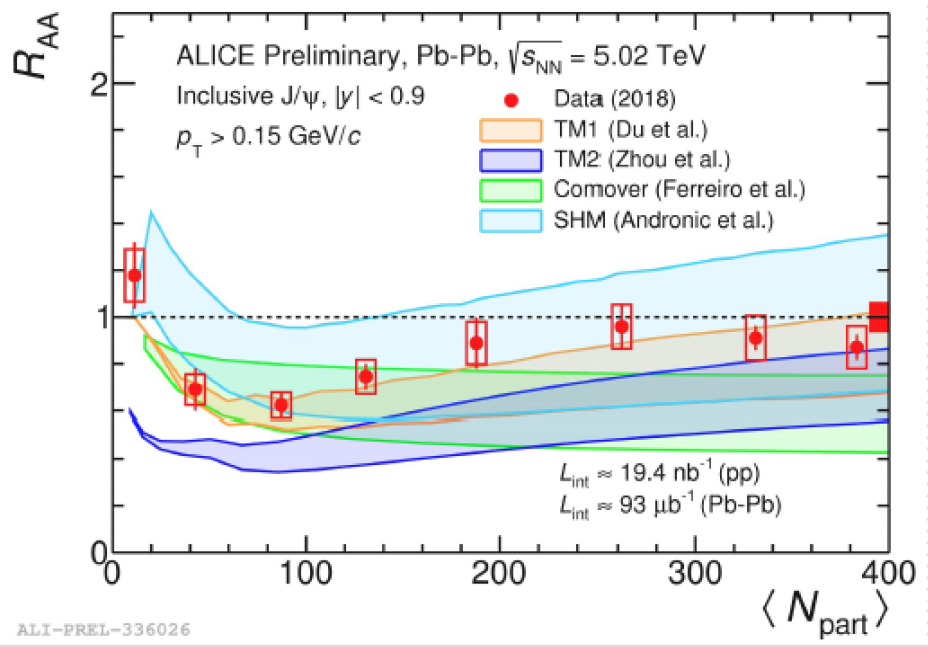 R_AA
ALICE Preliminary, Pb-Pb, √s_NN = 5.02 TeV
Inclusive J/ψ, |y| < 0.9
p_T > 0.15 GeV/c
Data (2018)
TM1 (Du et al.)
TM2 (Zhou et al.)
Comover (Ferreiro et al.)
SHM (Andronic et al.)
2
1
L_int ≈ 19.4 nb⁻¹ (pp)
L_int ≈ 93 μb⁻¹ (Pb-Pb)
0
0 100 200 300 400
⟨ N_part ⟩
ALI-PREL-336026